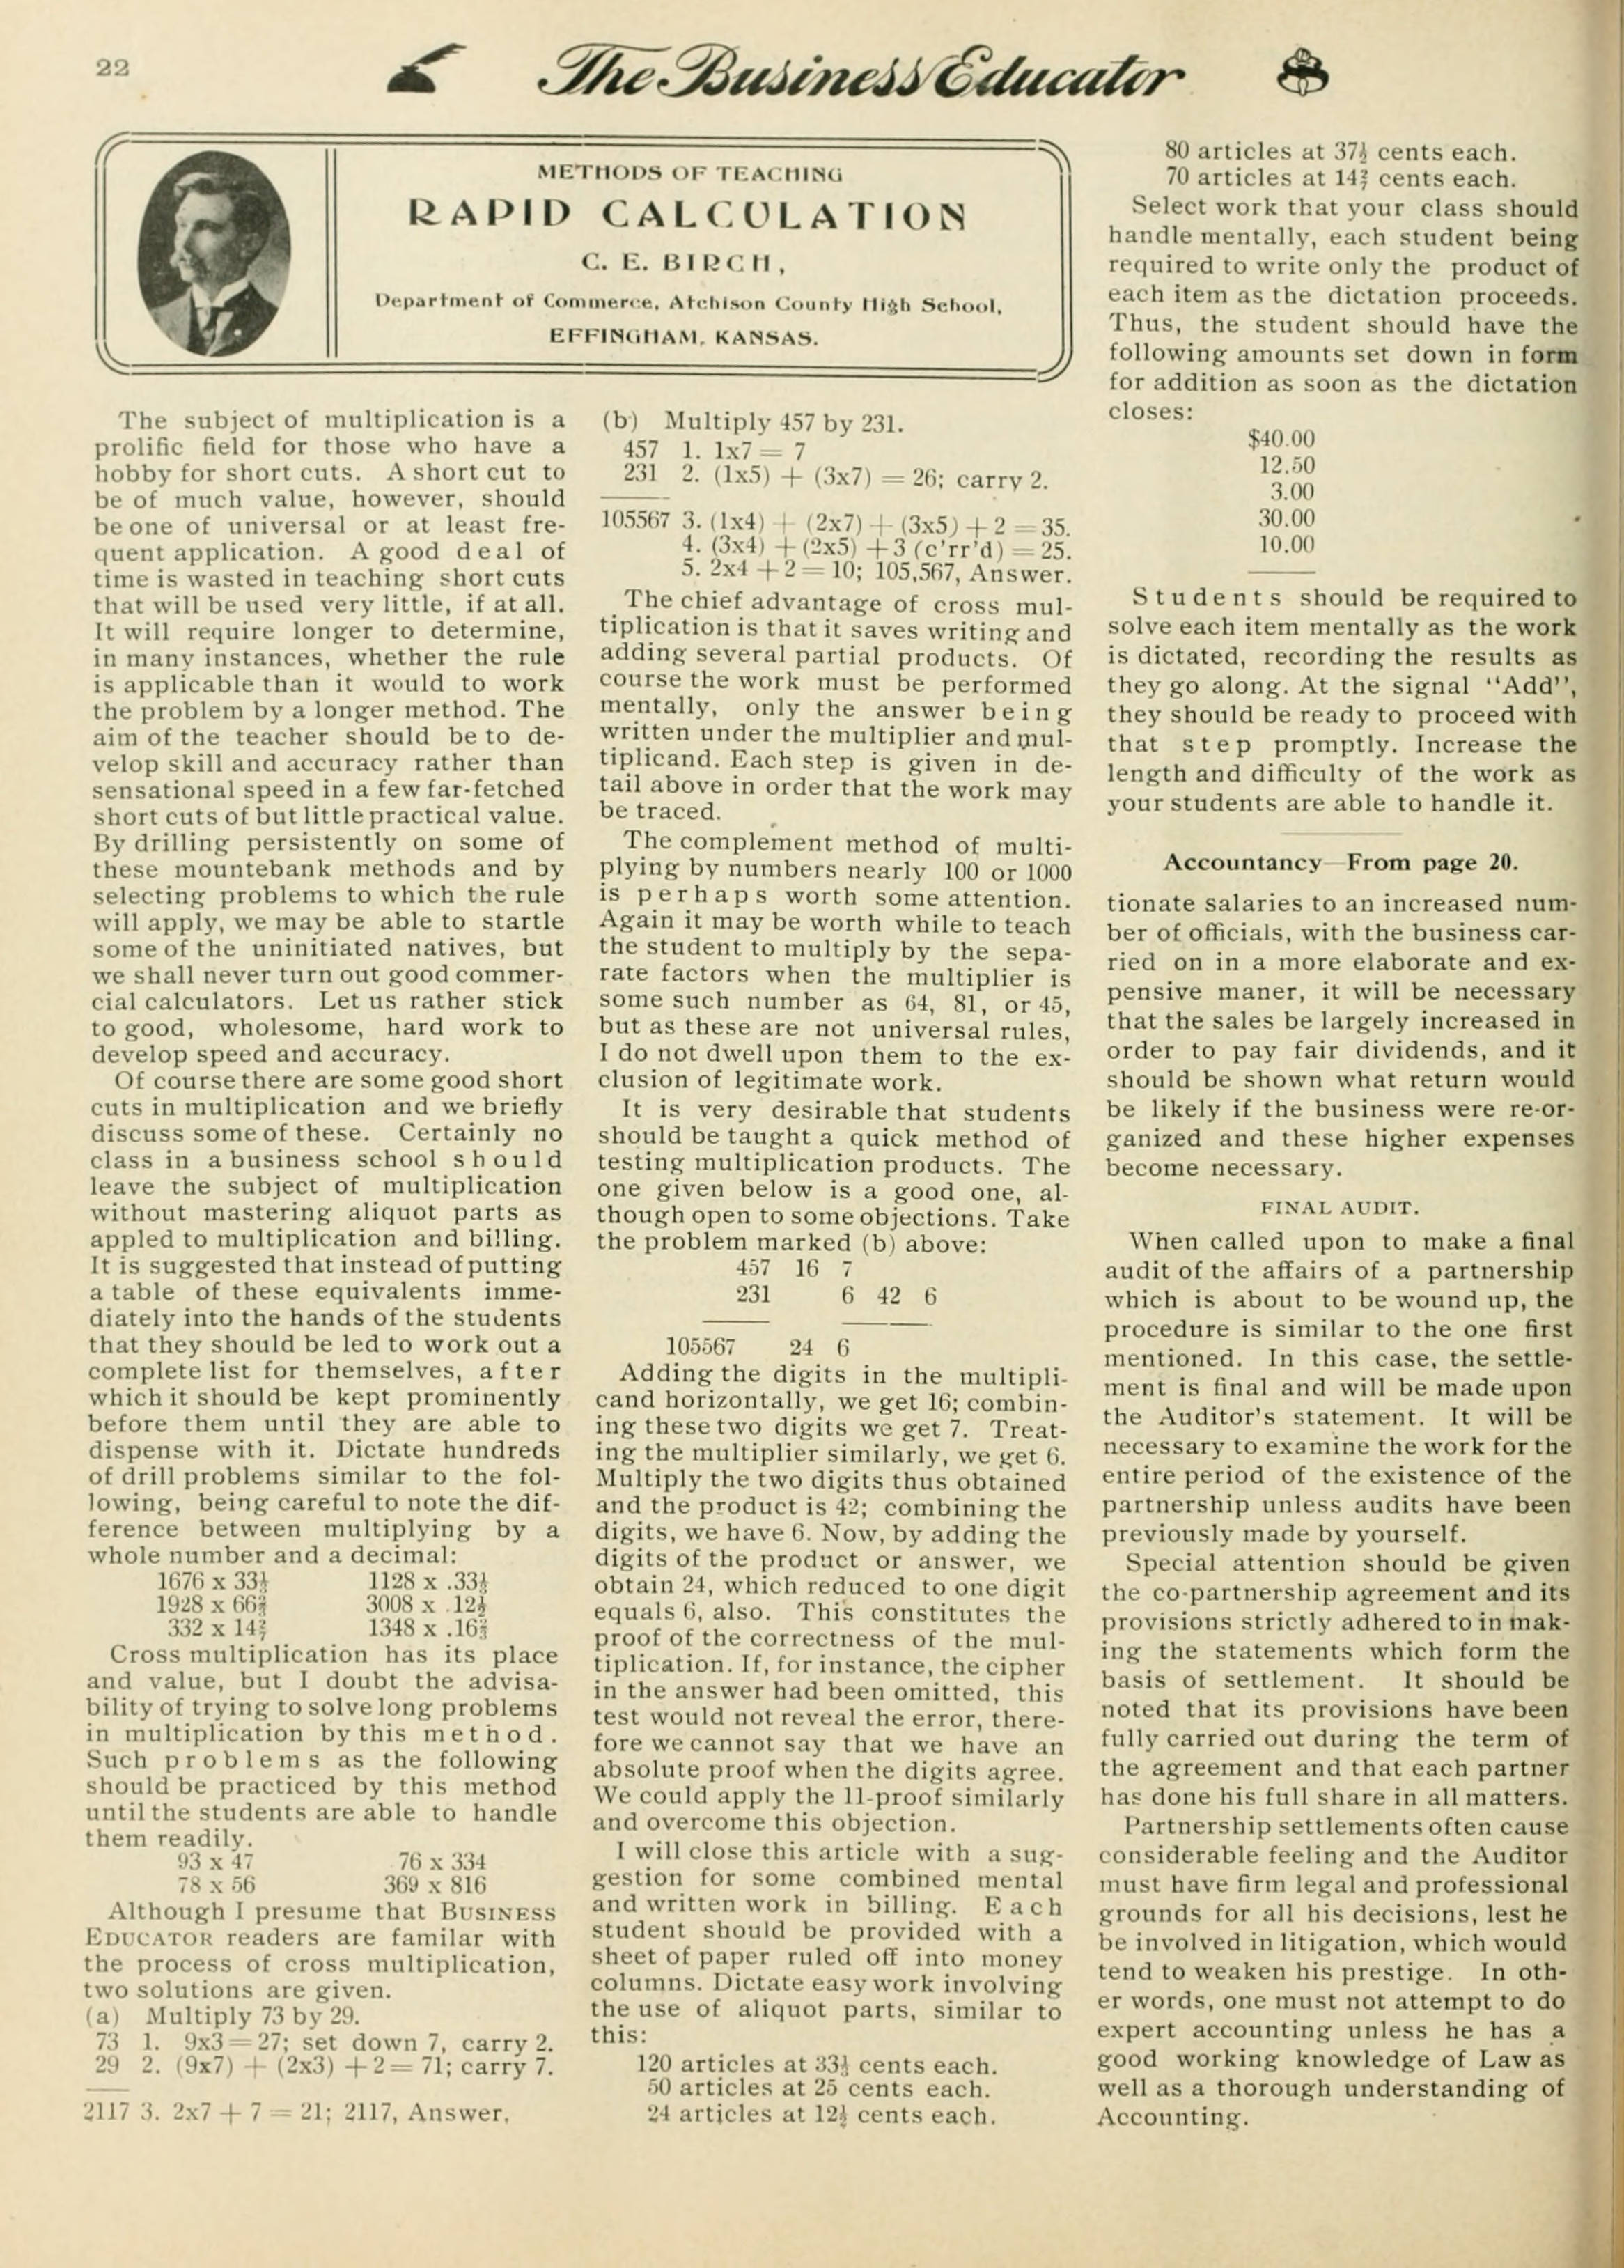 22
The Business Educator
METHODS OF TEACHING
RAPID CALCULATION
C. E. BIRCH,
Department of Commerce, Atchison County High School,
EFFINGHAM, KANSAS.
The subject of multiplication is a
prolific field for those who have a
hobby for short cuts. A short cut to
be of much value, however, should
be one of universal or at least fre-
quent application. A good deal of
time is wasted in teaching short cuts
that will be used very little, if at all.
It will require longer to determine,
in many instances, whether the rule
is applicable than it would to work
the problem by a longer method. The
aim of the teacher should be to de-
velop skill and accuracy rather than
sensational speed in a few far-fetched
short cuts of but little practical value.
By drilling persistently on some of
these mountebank methods and by
selecting problems to which the rule
will apply, we may be able to startle
some of the uninitiated natives, but
we shall never turn out good commer-
cial calculators. Let us rather stick
to good, wholesome, hard work to
develop speed and accuracy.
Of course there are some good short
cuts in multiplication and we briefly
discuss some of these. Certainly no
class in a business school should
leave the subject of multiplication
without mastering aliquot parts as
appled to multiplication and billing.
It is suggested that instead of putting
a table of these equivalents imme-
diately into the hands of the students
that they should be led to work out a
complete list for themselves, after
which it should be kept prominently
before them until they are able to
dispense with it. Dictate hundreds
of drill problems similar to the fol-
lowing, being careful to note the dif-
ference between multiplying by a
whole number and a decimal:
1676 x 33⅓ 1128 x .33⅓
1928 x 66⅔ 3008 x .12½
332 x 14²⁄₇ 1348 x .16⅔
Cross multiplication has its place
and value, but I doubt the advisa-
bility of trying to solve long problems
in multiplication by this method.
Such problems as the following
should be practiced by this method
until the students are able to handle
them readily.
93 x 47 76 x 334
78 x 56 369 x 816
Although I presume that BUSINESS
EDUCATOR readers are familar with
the process of cross multiplication,
two solutions are given.
(a) Multiply 73 by 29.
73 1. 9x3=27; set down 7, carry 2.
29 2. (9x7) + (2x3) +2= 71; carry 7.
2117 3. 2x7 + 7 = 21; 2117, Answer.
(b) Multiply 457 by 231.
457 1. 1x7 = 7
231 2. (1x5) + (3x7) = 26; carry 2.
105567 3. (1x4) + (2x7) + (3x5) + 2 = 35.
4. (3x4) + (2x5) + 3 (c'rr'd) = 25.
5. 2x4 + 2 = 10; 105,567, Answer.
The chief advantage of cross mul-
tiplication is that it saves writing and
adding several partial products. Of
course the work must be performed
mentally, only the answer being
written under the multiplier and mul-
tiplicand. Each step is given in de-
tail above in order that the work may
be traced.
The complement method of multi-
plying by numbers nearly 100 or 1000
is perhaps worth some attention.
Again it may be worth while to teach
the student to multiply by the sepa-
rate factors when the multiplier is
some such number as 64, 81, or 45,
but as these are not universal rules,
I do not dwell upon them to the ex-
clusion of legitimate work.
It is very desirable that students
should be taught a quick method of
testing multiplication products. The
one given below is a good one, al-
though open to some objections. Take
the problem marked (b) above:
457 16 7
231 6 42 6
105567 24 6
Adding the digits in the multipli-
cand horizontally, we get 16; combin-
ing these two digits we get 7. Treat-
ing the multiplier similarly, we get 6.
Multiply the two digits thus obtained
and the product is 42; combining the
digits, we have 6. Now, by adding the
digits of the product or answer, we
obtain 24, which reduced to one digit
equals 6, also. This constitutes the
proof of the correctness of the mul-
tiplication. If, for instance, the cipher
in the answer had been omitted, this
test would not reveal the error, there-
fore we cannot say that we have an
absolute proof when the digits agree.
We could apply the 11-proof similarly
and overcome this objection.
I will close this article with a sug-
gestion for some combined mental
and written work in billing. Each
student should be provided with a
sheet of paper ruled off into money
columns. Dictate easy work involving
the use of aliquot parts, similar to
this:
120 articles at 33⅓ cents each.
50 articles at 25 cents each.
24 articles at 12½ cents each.
80 articles at 37½ cents each.
70 articles at 14²⁄₇ cents each.
Select work that your class should
handle mentally, each student being
required to write only the product of
each item as the dictation proceeds.
Thus, the student should have the
following amounts set down in form
for addition as soon as the dictation
closes:
$40.00
12.50
3.00
30.00
10.00
Students should be required to
solve each item mentally as the work
is dictated, recording the results as
they go along. At the signal "Add",
they should be ready to proceed with
that step promptly. Increase the
length and difficulty of the work as
your students are able to handle it.
Accountancy—From page 20.
tionate salaries to an increased num-
ber of officials, with the business car-
ried on in a more elaborate and ex-
pensive maner, it will be necessary
that the sales be largely increased in
order to pay fair dividends, and it
should be shown what return would
be likely if the business were re-or-
ganized and these higher expenses
become necessary.
FINAL AUDIT.
When called upon to make a final
audit of the affairs of a partnership
which is about to be wound up, the
procedure is similar to the one first
mentioned. In this case, the settle-
ment is final and will be made upon
the Auditor's statement. It will be
necessary to examine the work for the
entire period of the existence of the
partnership unless audits have been
previously made by yourself.
Special attention should be given
the co-partnership agreement and its
provisions strictly adhered to in mak-
ing the statements which form the
basis of settlement. It should be
noted that its provisions have been
fully carried out during the term of
the agreement and that each partner
has done his full share in all matters.
Partnership settlements often cause
considerable feeling and the Auditor
must have firm legal and professional
grounds for all his decisions, lest he
be involved in litigation, which would
tend to weaken his prestige. In oth-
er words, one must not attempt to do
expert accounting unless he has a
good working knowledge of Law as
well as a thorough understanding of
Accounting.